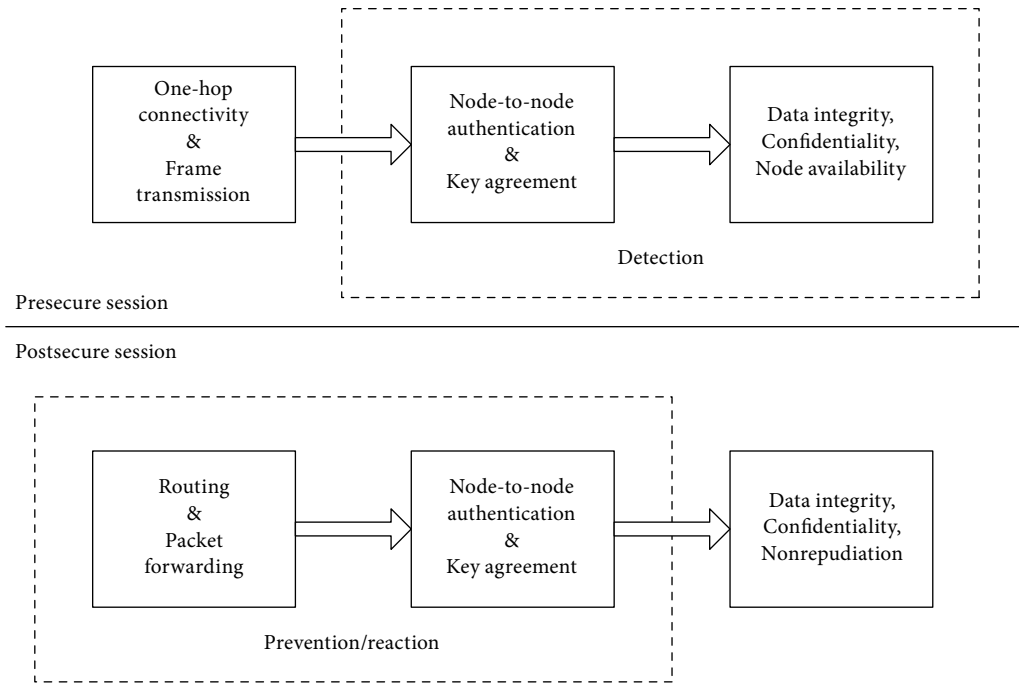 One-hop
connectivity
&
Frame
transmission
Node-to-node
authentication
&
Key agreement
Data integrity,
Confidentiality,
Node availability
Detection
Presecure session
Postsecure session
Routing
&
Packet
forwarding
Node-to-node
authentication
&
Key agreement
Data integrity,
Confidentiality,
Nonrepudiation
Prevention/reaction